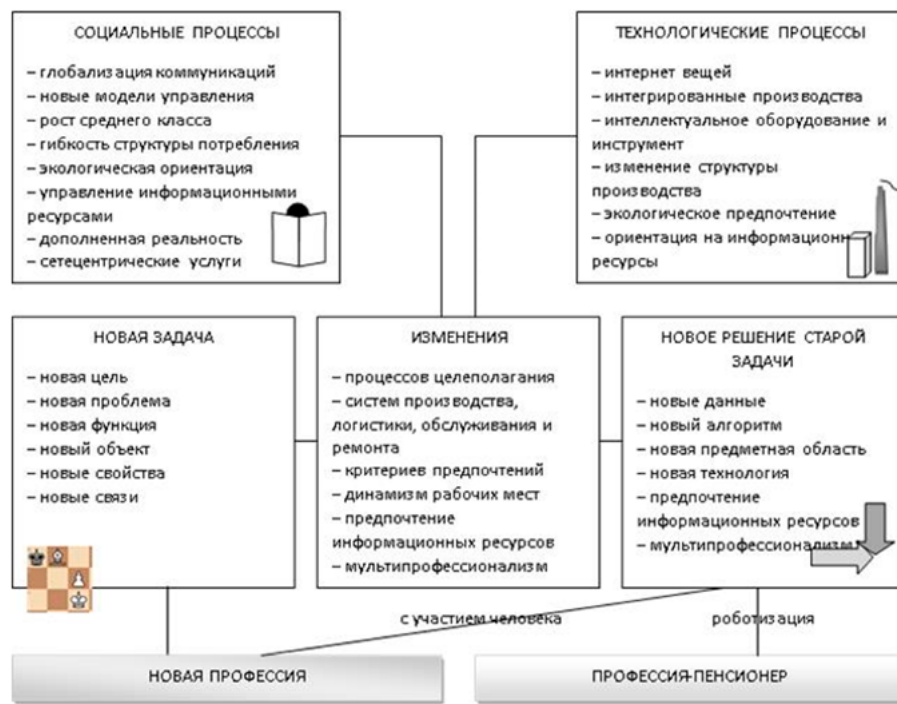 СОЦИАЛЬНЫЕ ПРОЦЕССЫ
– глобализация коммуникаций
– новые модели управления
– рост среднего класса
– гибкость структуры потребления
– экологическая ориентация
– управление информационными
ресурсами
– дополненная реальность
– сетецентрические услуги
ТЕХНОЛОГИЧЕСКИЕ ПРОЦЕССЫ
– интернет вещей
– интегрированные производства
– интеллектуальное оборудование и
инструмент
– изменение структуры
производства
– экологическое предпочтение
– ориентация на информационн
ресурсы
НОВАЯ ЗАДАЧА
– новая цель
– новая проблема
– новая функция
– новый объект
– новые свойства
– новые связи
ИЗМЕНЕНИЯ
– процессов целеполагания
– систем производства,
логистики, обслуживания и
ремонта
– критериев предпочтений
– динамизм рабочих мест
– предпочтение
информационных ресурсов
– мультипрофессионализм
НОВОЕ РЕШЕНИЕ СТАРОЙ
ЗАДАЧИ
– новые данные
– новый алгоритм
– новая предметная область
– новая технология
– предпочтение
информационных ресурсов
– мультипрофессионализм
с участием человека
роботизация
НОВАЯ ПРОФЕССИЯ
ПРОФЕССИЯ-ПЕНСИОНЕР